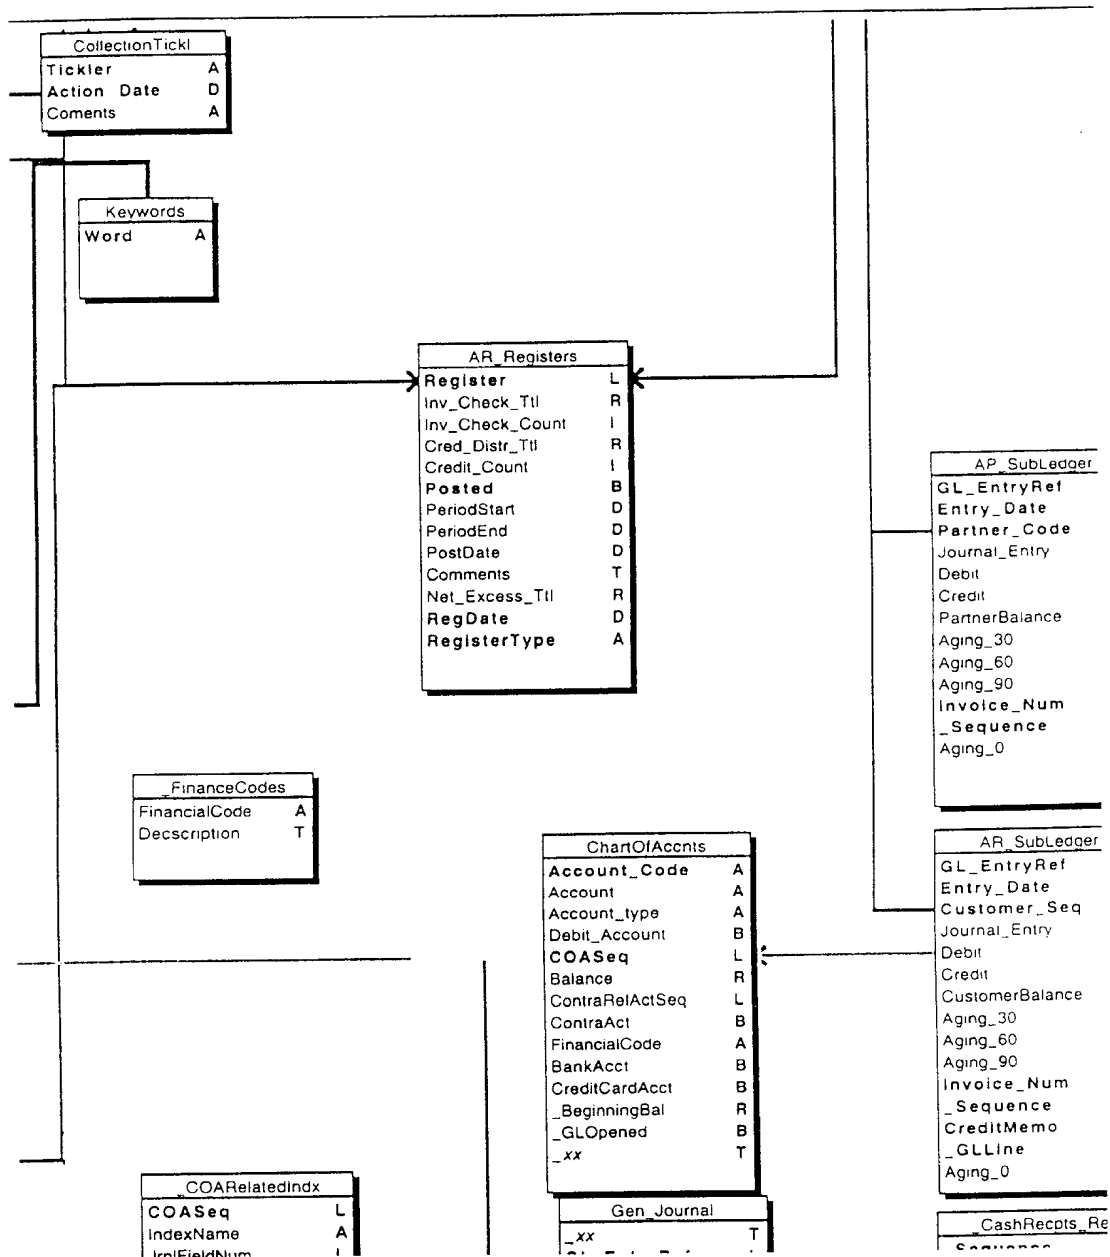 CollectionTickl
Tickler A
Action Date D
Coments A
Keywords
Word A
AR_Registers
Register L
Inv_Check_Ttl R
Inv_Check_Count I
Cred_Distr_Ttl R
Credit_Count I
Posted B
PeriodStart D
PeriodEnd D
PostDate D
Comments T
Net_Excess_Ttl R
RegDate D
RegisterType A
AP_SubLedger
GL_EntryRef
Entry_Date
Partner_Code
Journal_Entry
Debit
Credit
PartnerBalance
Aging_30
Aging_60
Aging_90
Invoice_Num
_Sequence
Aging_0
_FinanceCodes
FinancialCode A
Decscription T
ChartOfAccnts
Account_Code A
Account A
Account_type A
Debit_Account B
COASeq L
Balance R
ContraRelActSeq L
ContraAct B
FinancialCode A
BankAcct B
CreditCardAcct B
_BeginningBal R
_GLOpened B
_xx T
AR_SubLedger
GL_EntryRef
Entry_Date
Customer_Seq
Journal_Entry
Debit
Credit
CustomerBalance
Aging_30
Aging_60
Aging_90
Invoice_Num
_Sequence
CreditMemo
_GLLine
Aging_0
_COARelatedIndx
COASeq L
IndexName A
JrnlFieldNum
Gen_Journal
_xx T
_CashRecpts_Re